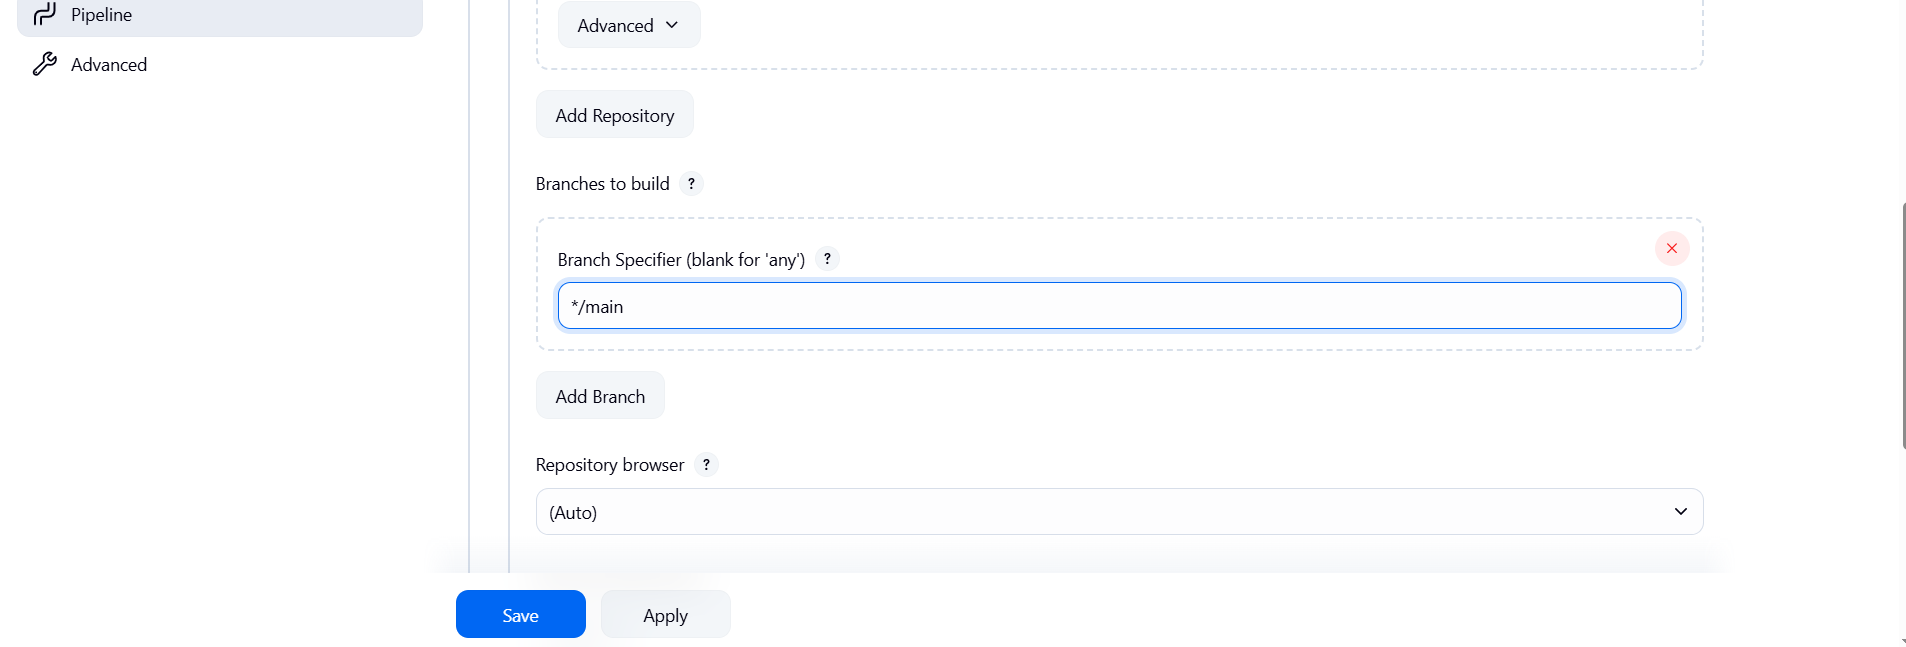 Pipeline
Advanced
Advanced
Add Repository
Branches to build ?
Branch Specifier (blank for 'any') ?
*/main
Add Branch
Repository browser ?
(Auto)
Save
Apply